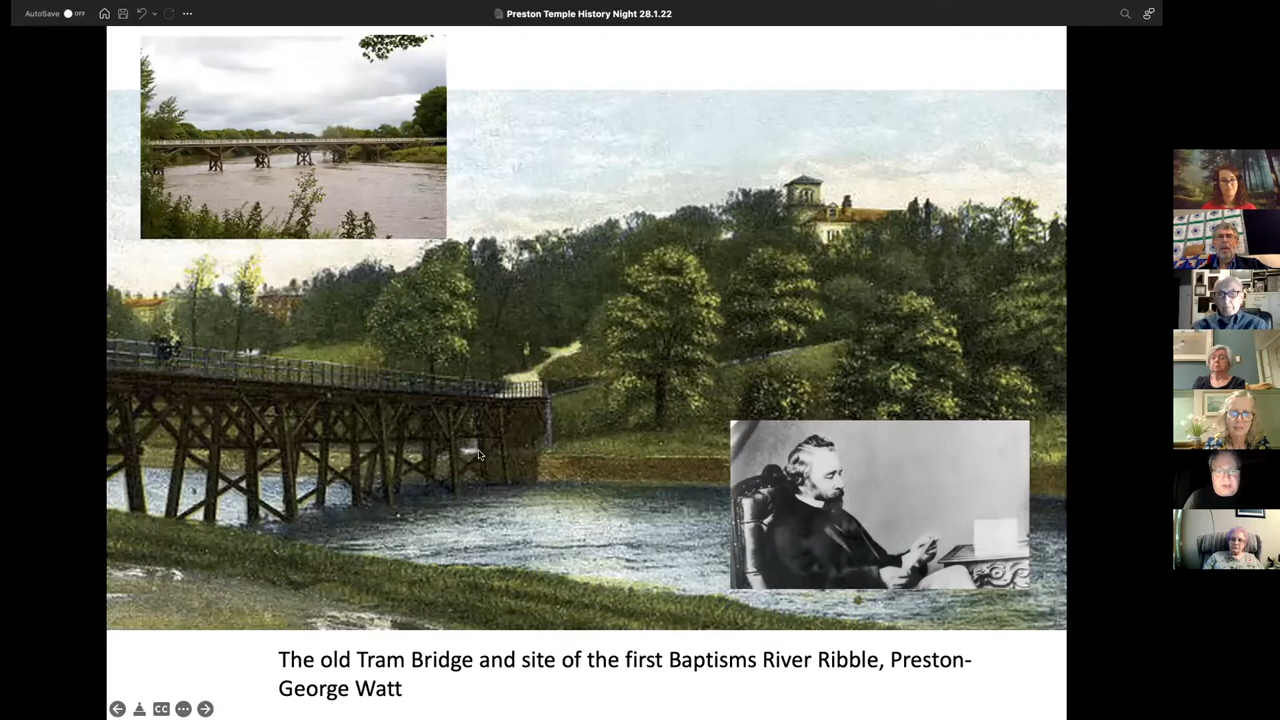 AutoSave OFF
Preston Temple History Night 28.1.22
The old Tram Bridge and site of the first Baptisms River Ribble, Preston-
George Watt
CC